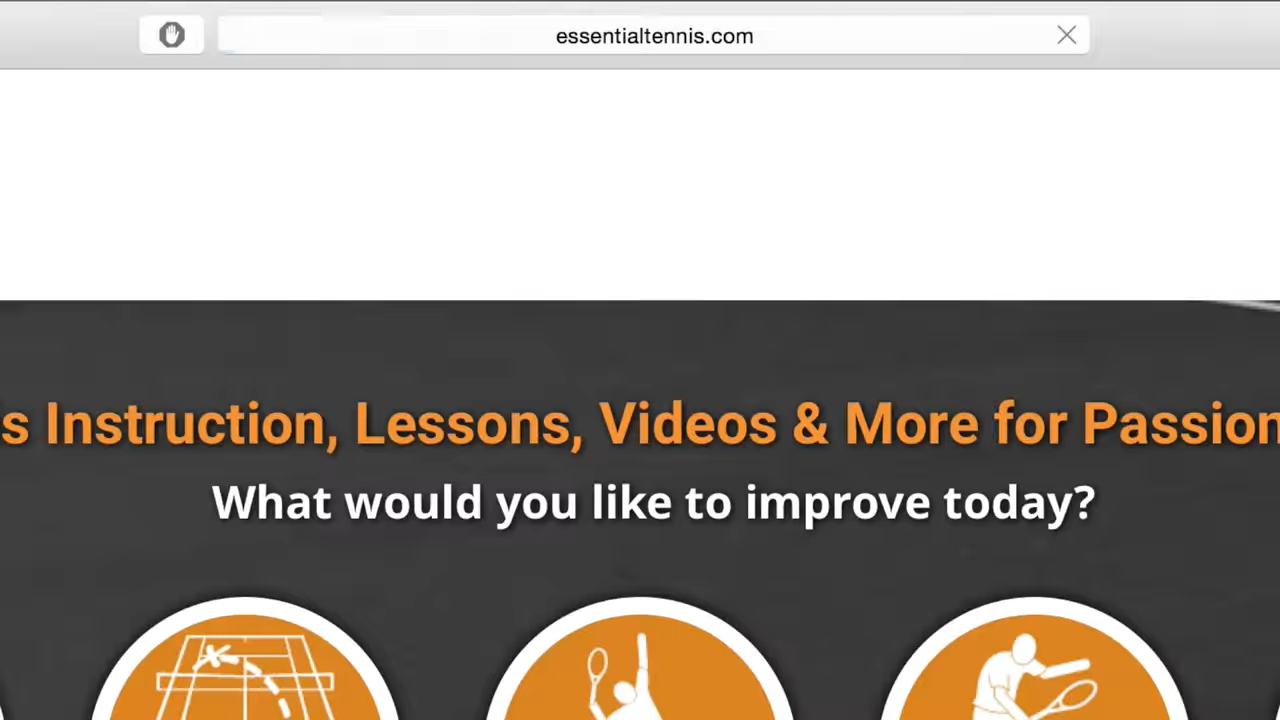 essentialtennis.com
s Instruction, Lessons, Videos & More for Passion
What would you like to improve today?